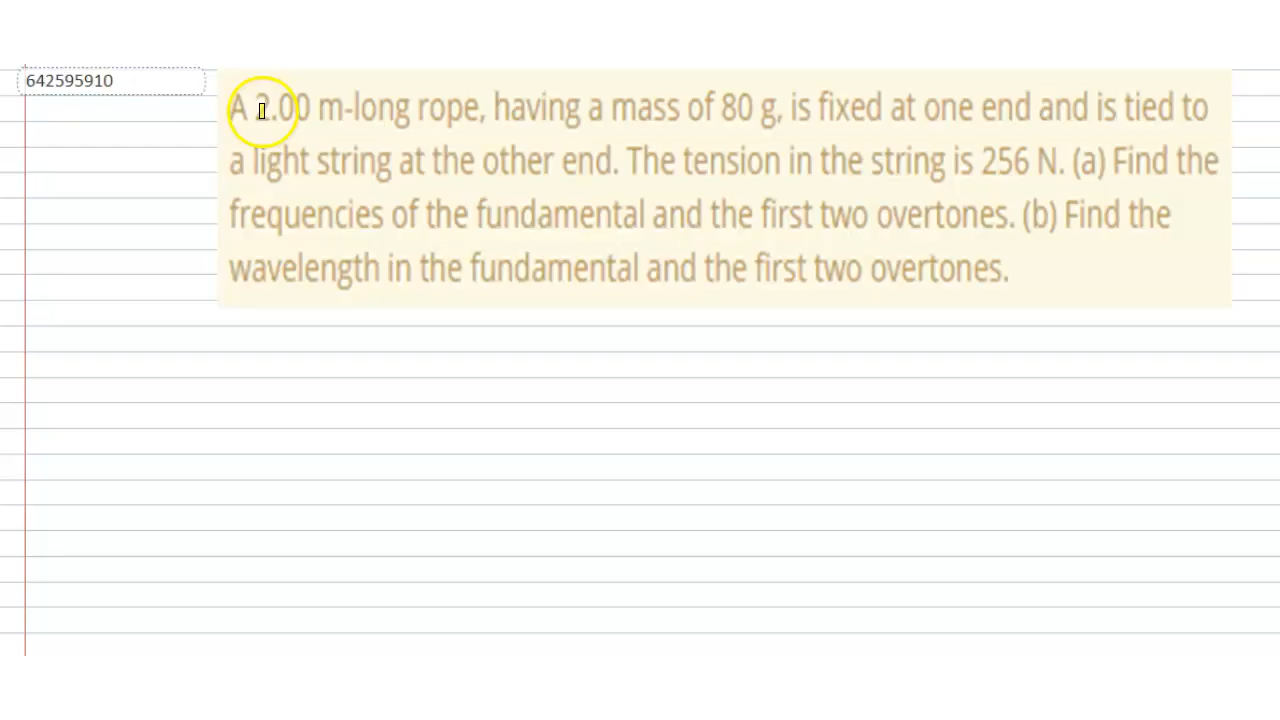 642595910
A 2.00 m-long rope, having a mass of 80 g, is fixed at one end and is tied to
a light string at the other end. The tension in the string is 256 N. (a) Find the
frequencies of the fundamental and the first two overtones. (b) Find the
wavelength in the fundamental and the first two overtones.